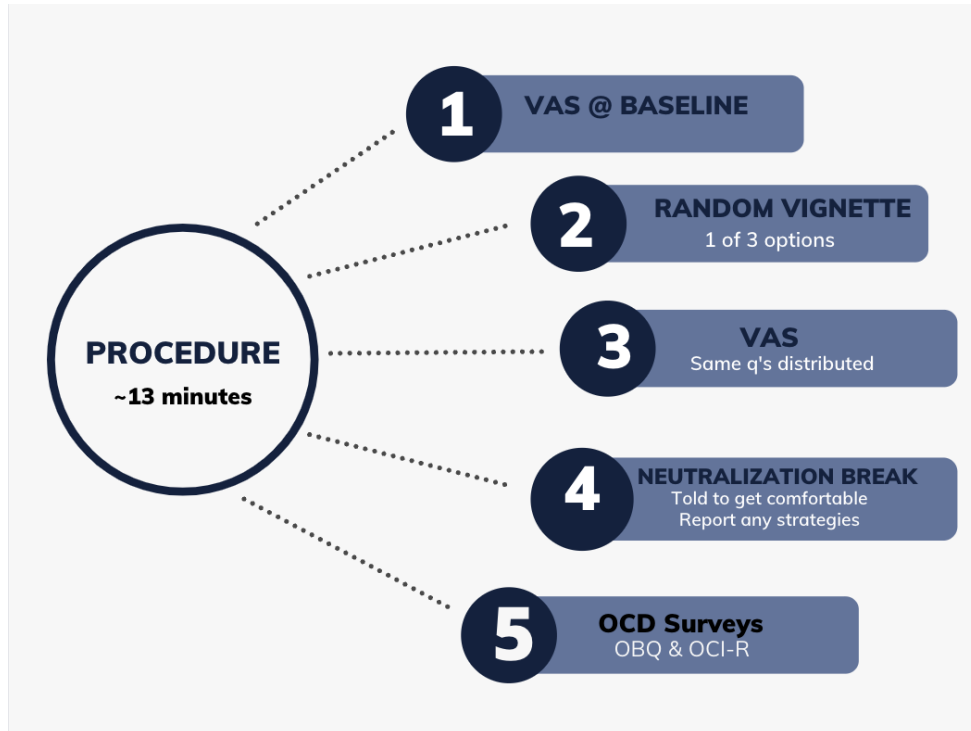 PROCEDURE
~13 minutes
1
VAS @ BASELINE
2
RANDOM VIGNETTE
1 of 3 options
3
VAS
Same q's distributed
4
NEUTRALIZATION BREAK
Told to get comfortable
Report any strategies
5
OCD Surveys
OBQ & OCI-R